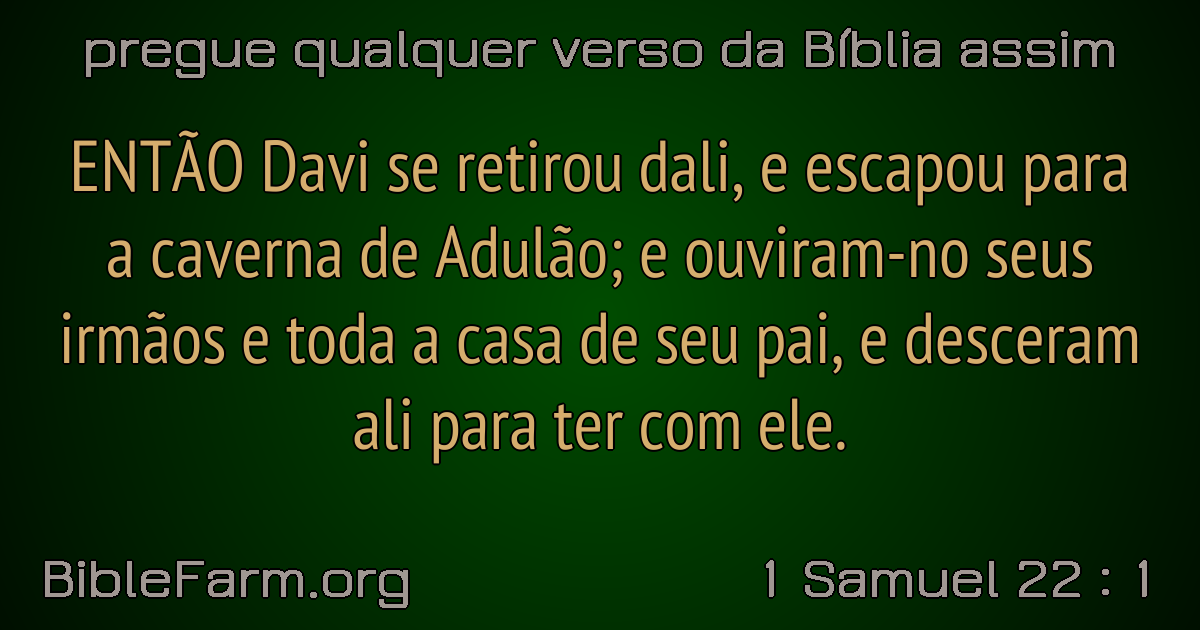 pregue qualquer verso da Bíblia assim
ENTÃO Davi se retirou dali, e escapou para
a caverna de Adulão; e ouviram-no seus
irmãos e toda a casa de seu pai, e desceram
ali para ter com ele.
BibleFarm.org
1 Samuel 22 : 1